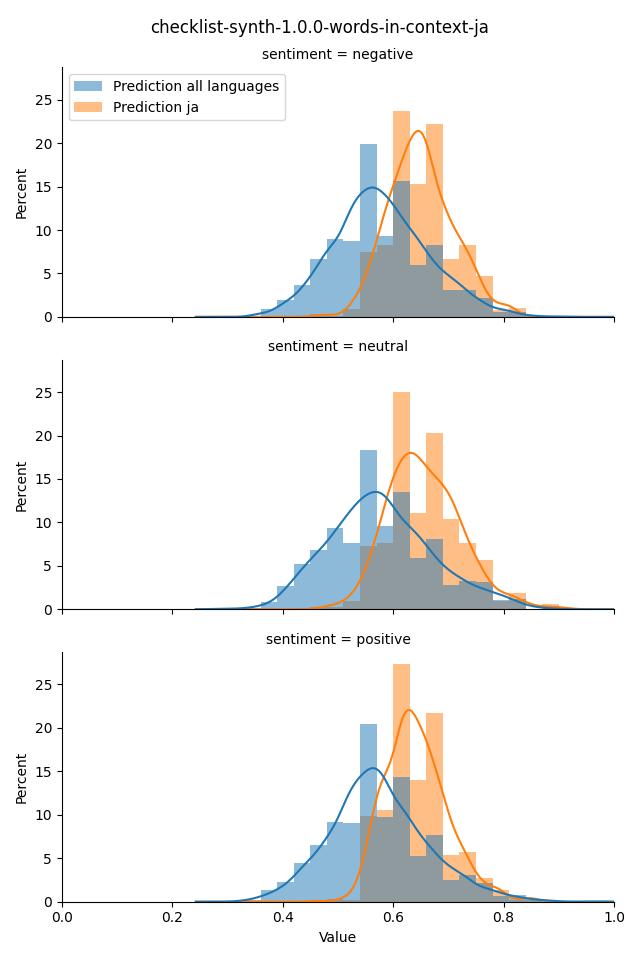 checklist-synth-1.0.0-words-in-context-ja
sentiment = negative
Prediction all languages
Prediction ja
25
20
15
10
5
0
Percent
sentiment = neutral
25
20
15
10
5
0
Percent
sentiment = positive
25
20
15
10
5
0
Percent
0.0 0.2 0.4 0.6 0.8 1.0
Value